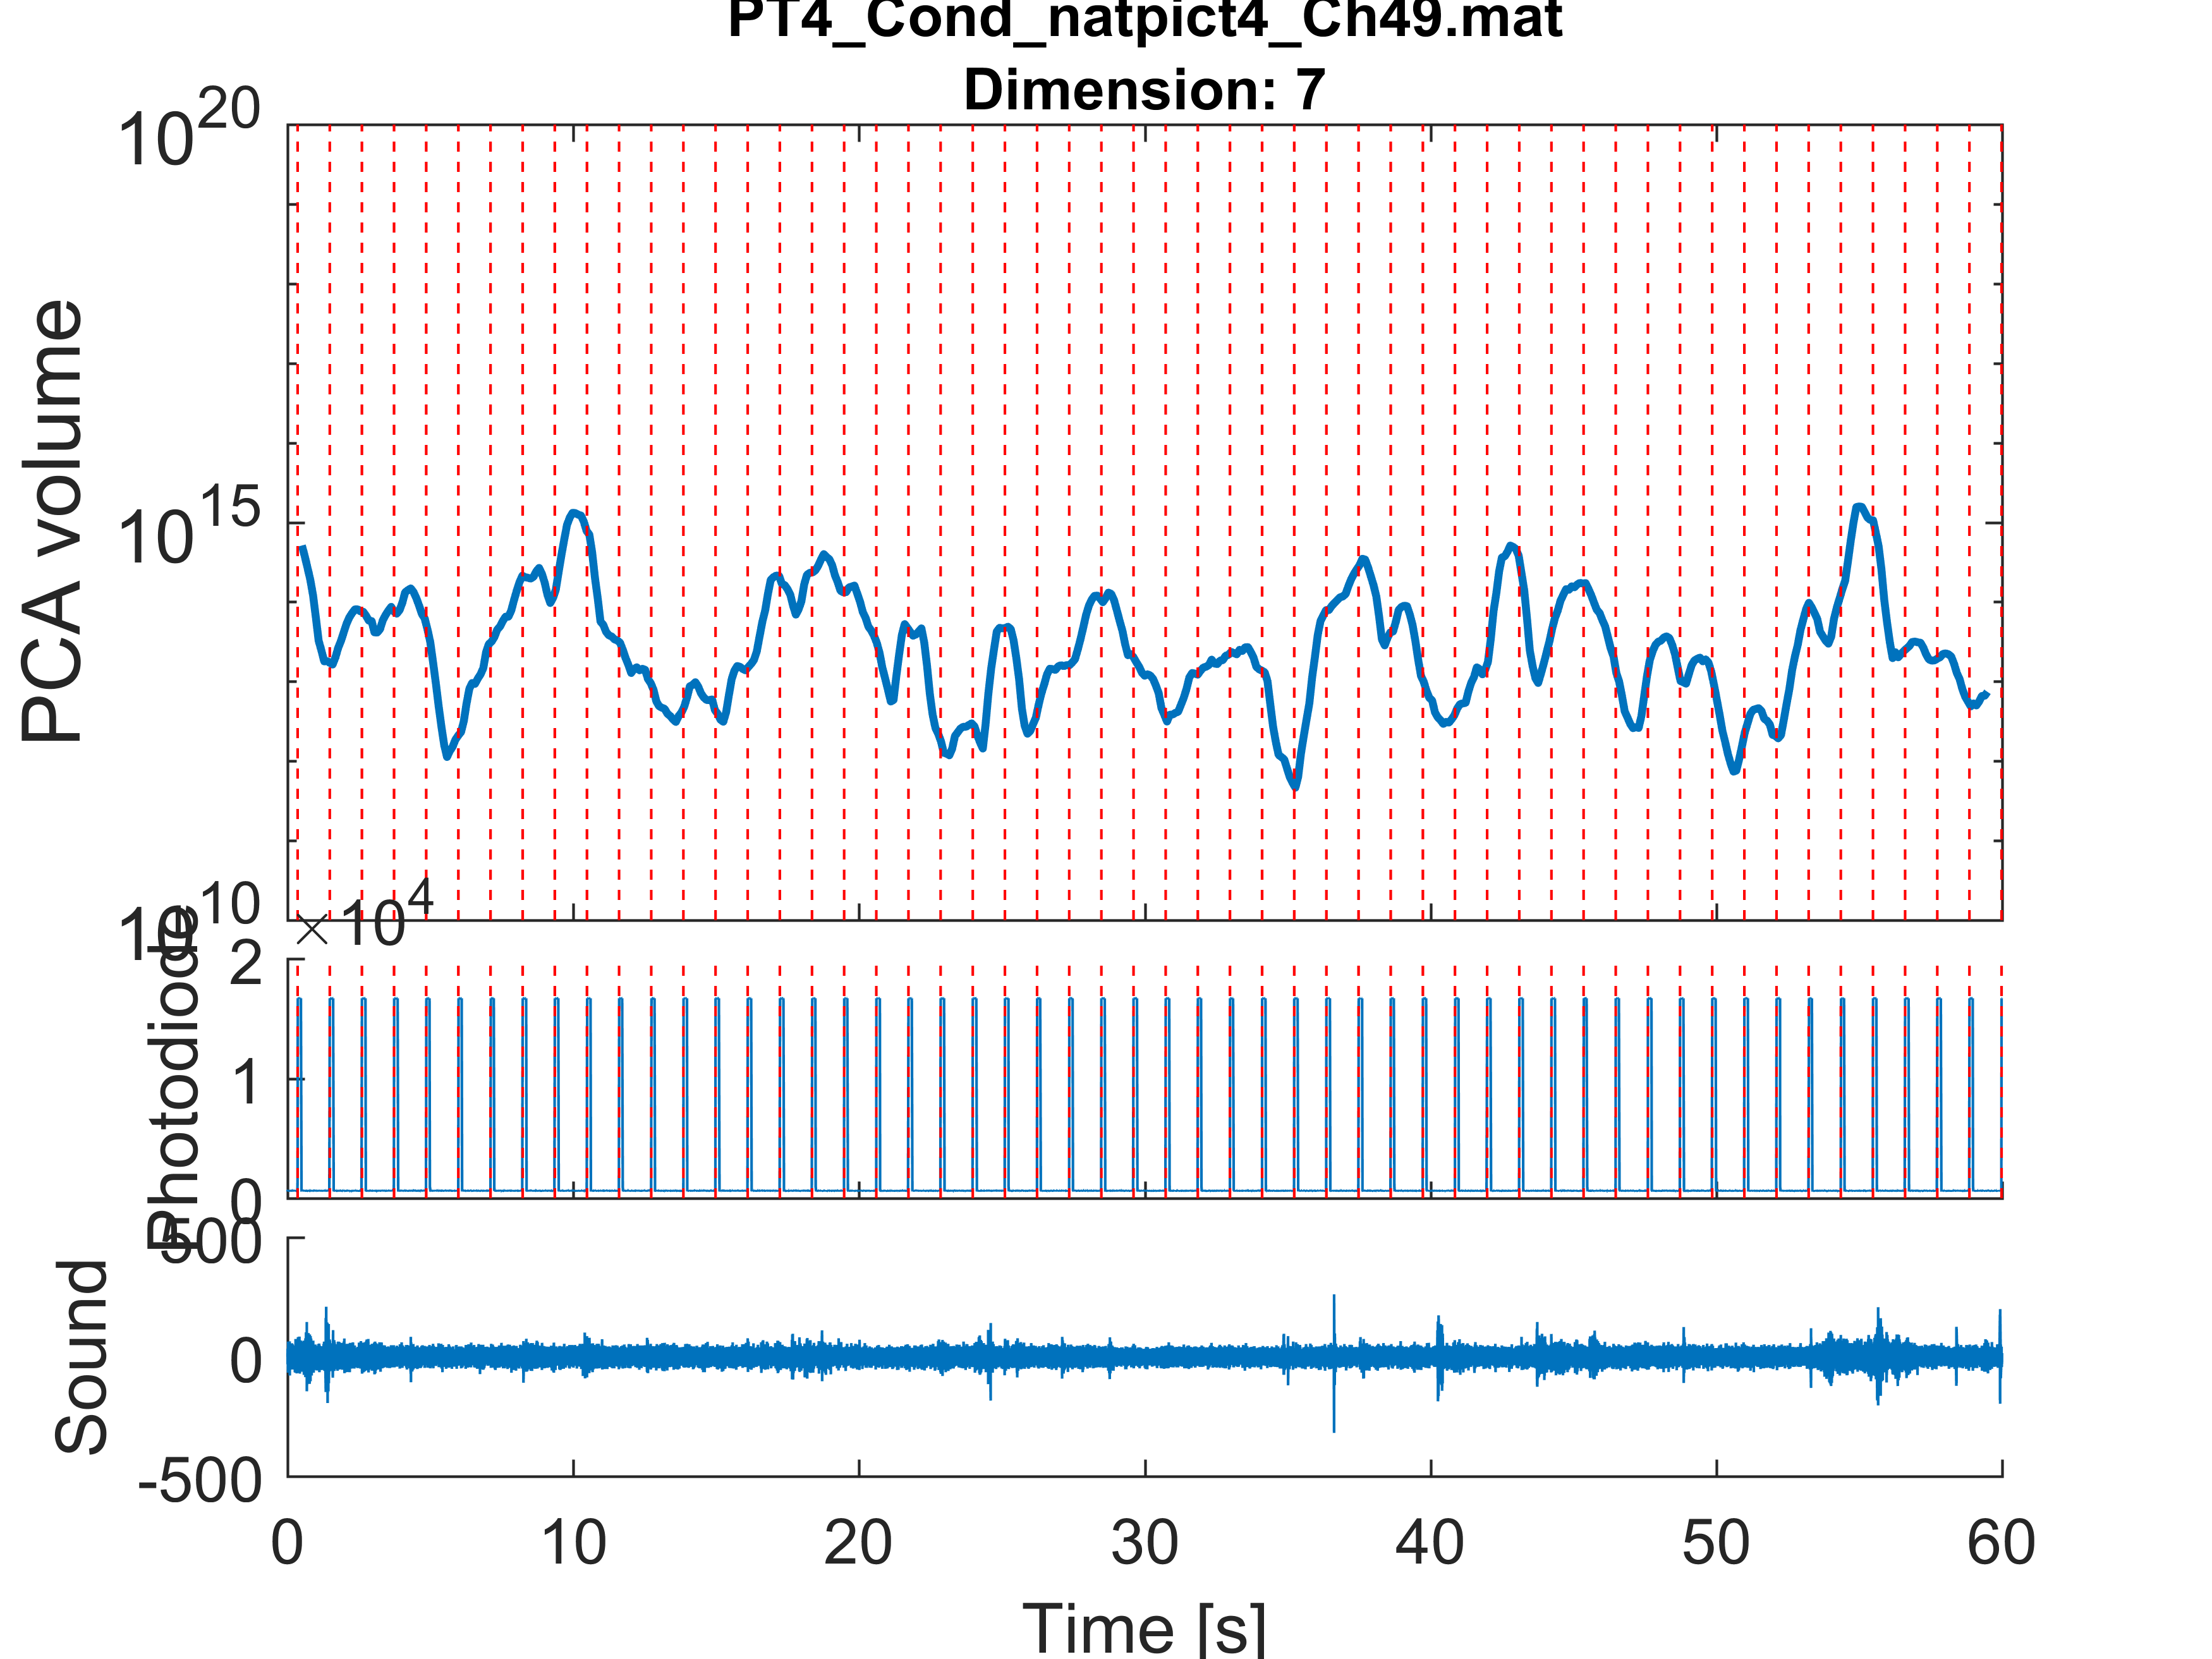 PT4_Cond_natpict4_Ch49.mat
Dimension: 7
PCA volume
10^20
10^15
10^10
×10^4
Photodiode
2
1
0
Sound
500
0
-500
0 10 20 30 40 50 60
Time [s]